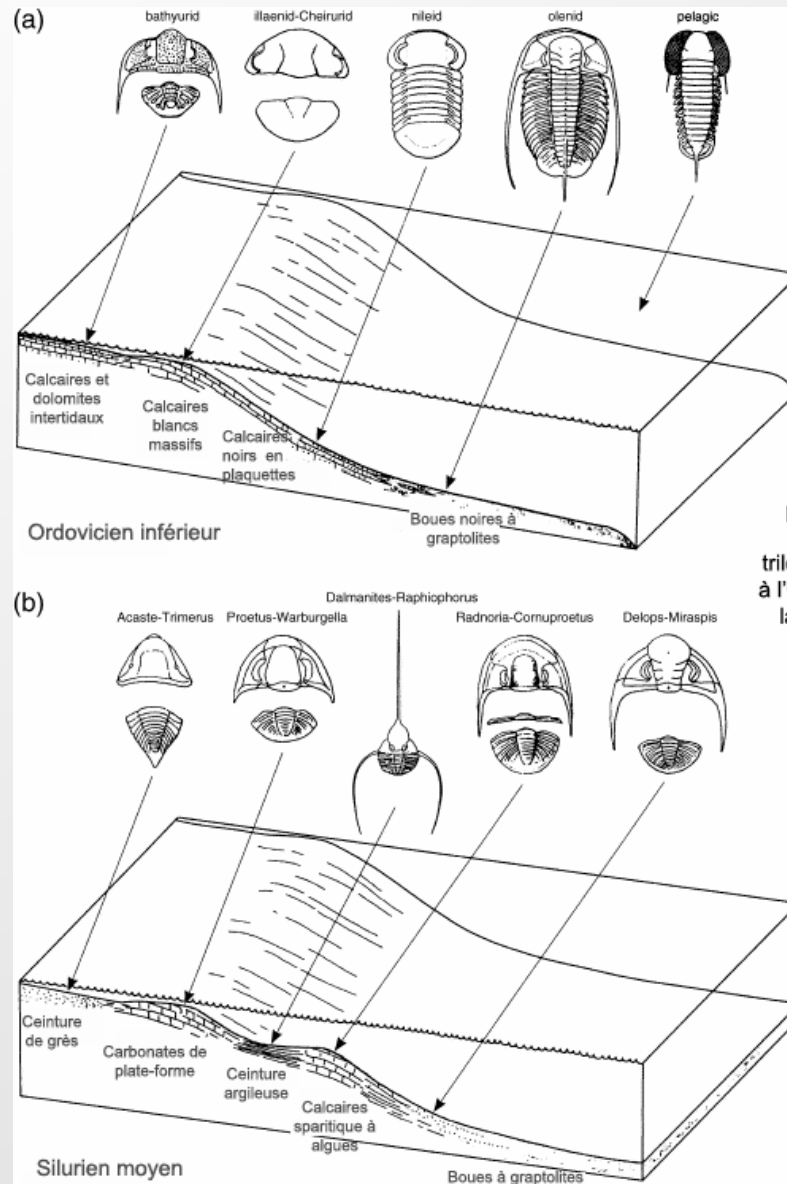 (a)
bathyurid
illaenid-Cheirurid
nileid
olenid
pelagic
Calcaires et
dolomites
intertidaux
Calcaires
blancs
massifs
Calcaires
noirs en
plaquettes
Boues noires à
graptolites
Ordovicien inférieur
à l'
(b)
Acaste-Trimerus
Proetus-Warburgella
Dalmanites-Raphiophorus
Radnoria-Cornuproetus
Delops-Miraspis
Ceinture
de grès
Carbonates de
plate-forme
Ceinture
argileuse
Calcaires
sparitique à
algues
Boues à graptolites
Silurien moyen